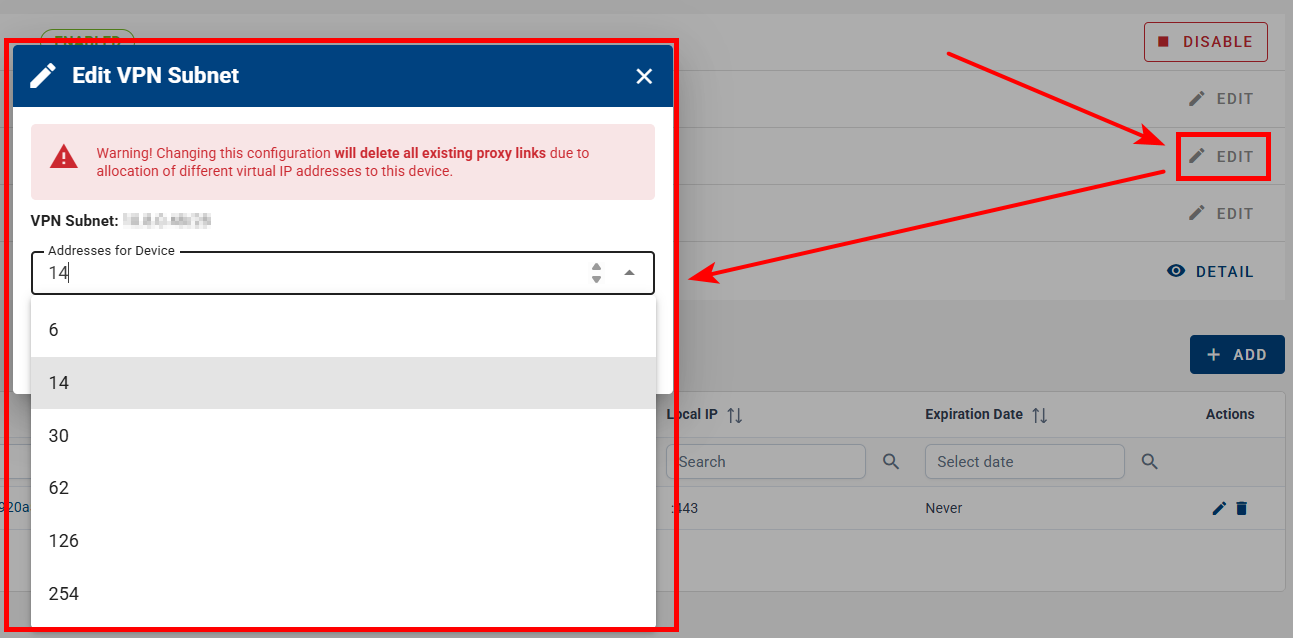 ENABLED
DISABLE
Edit VPN Subnet
EDIT
Warning! Changing this configuration will delete all existing proxy links due to
allocation of different virtual IP addresses to this device.
EDIT
VPN Subnet:
EDIT
Addresses for Device
14
DETAIL
6
14
30
62
126
254
ADD
Local IP
Expiration Date
Actions
Search
Select date
920a
:443
Never